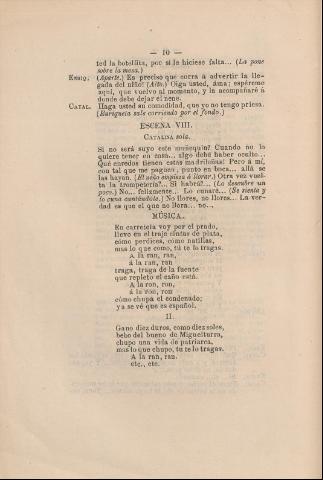 — 10 —
ted la botellita, por si le hiciese falta... (La pone
sobre la mesa.)
ENRIQ. (Aparte.) Es preciso que corra á advertir la lle-
gada del niño! (Alto.) Oiga usted, áma; espéreme
aquí, que vuelvo al momento, y la acompañaré á
donde debe dejar el nene.
CATAL. Haga usted su comodidad, que yo no tengo priesa.
(Enriqueta sale corriendo por el fondo.)
ESCENA VIII.
CATALINA sola.
Si no será suyo este muñequin? Cuando no la
quiere tener en casa... algo debe haber oculto...
Qué enredos tienen estas madrileñas! Pero á mí,
con tal que me paguen, punto en boca... allá se
las hayan. (El niño empieza á llorar.) Otra vez vuel-
ta la trompetería?... Si habrá?... (Lo descubre un
poco.) No... felizmente... Lo cunaré... (Se sienta y
lo cuna cantándole.) No llores, no llores... La ver-
dad es que el que no llora... no...
MÚSICA.
En carretela voy por el prado,
llevo en el traje cintas de plata,
como perdices, como natillas,
mas lo que como, tú te lo tragas.
A la ran, ran
á la ran, ran
traga, traga de la fuente
que repleto el caño está.
A la ron, ron,
á la ron, ron
cómo chupa el condenado;
ya se vé que es español.
II.
Gano diez duros, como diez soles,
bebo del bueno de Miguelturra,
chupo una vida de patriarca,
mas lo que chupo, tú te lo tragas.
A la ran, ran.
etc., etc.